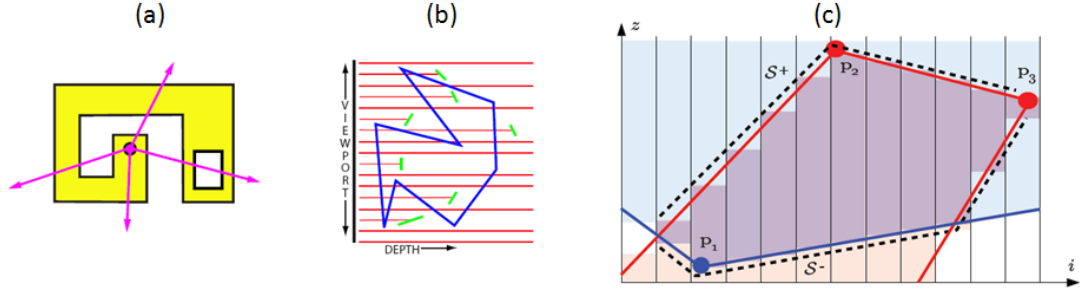 (a)
(b)
(c)
VIEWPORT
DEPTH
z
S+
P₂
P₃
P₁
S-
i